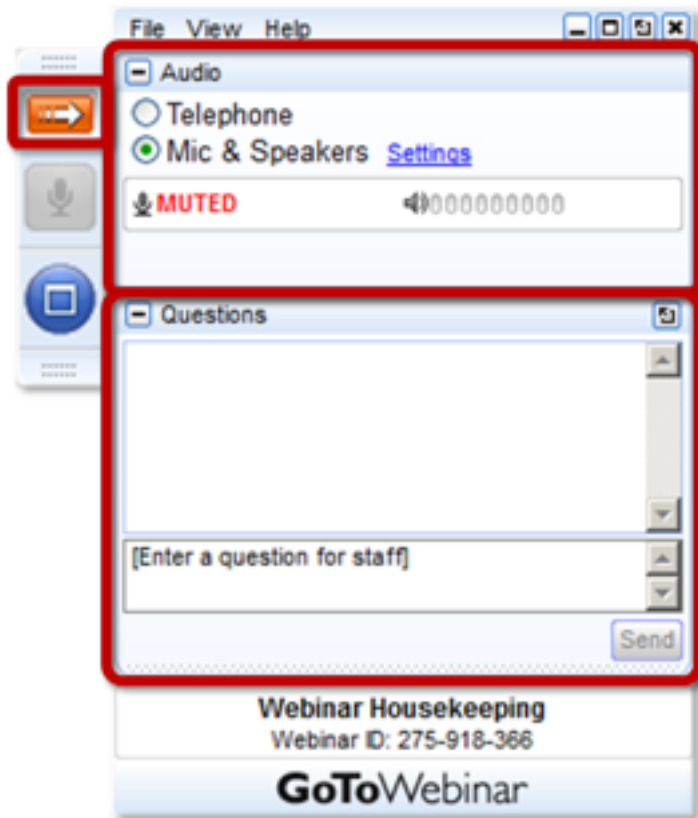 File View Help
Audio
Telephone
Mic & Speakers Settings
MUTED 000000000
Questions
[Enter a question for staff]
Send
Webinar Housekeeping
Webinar ID: 275-918-366
GoToWebinar